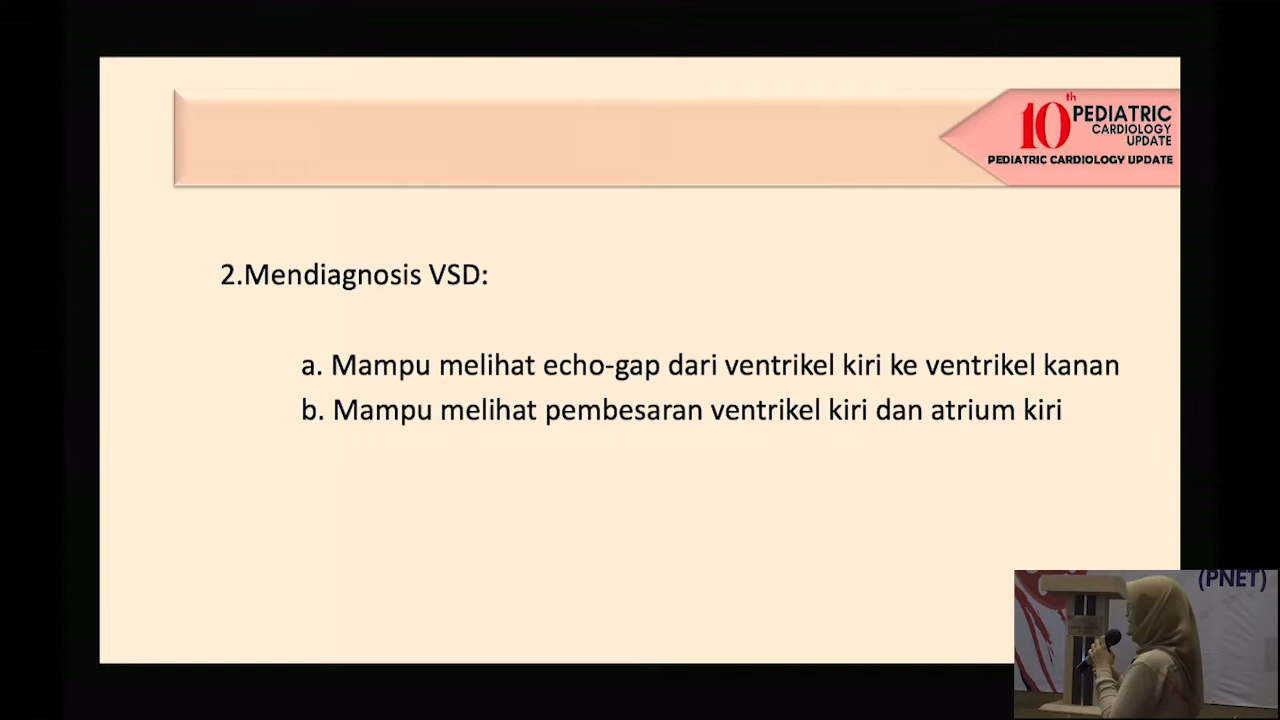 10th PEDIATRIC
CARDIOLOGY
UPDATE
PEDIATRIC CARDIOLOGY UPDATE
2.Mendiagnosis VSD:
a. Mampu melihat echo-gap dari ventrikel kiri ke ventrikel kanan
b. Mampu melihat pembesaran ventrikel kiri dan atrium kiri
(PNET)